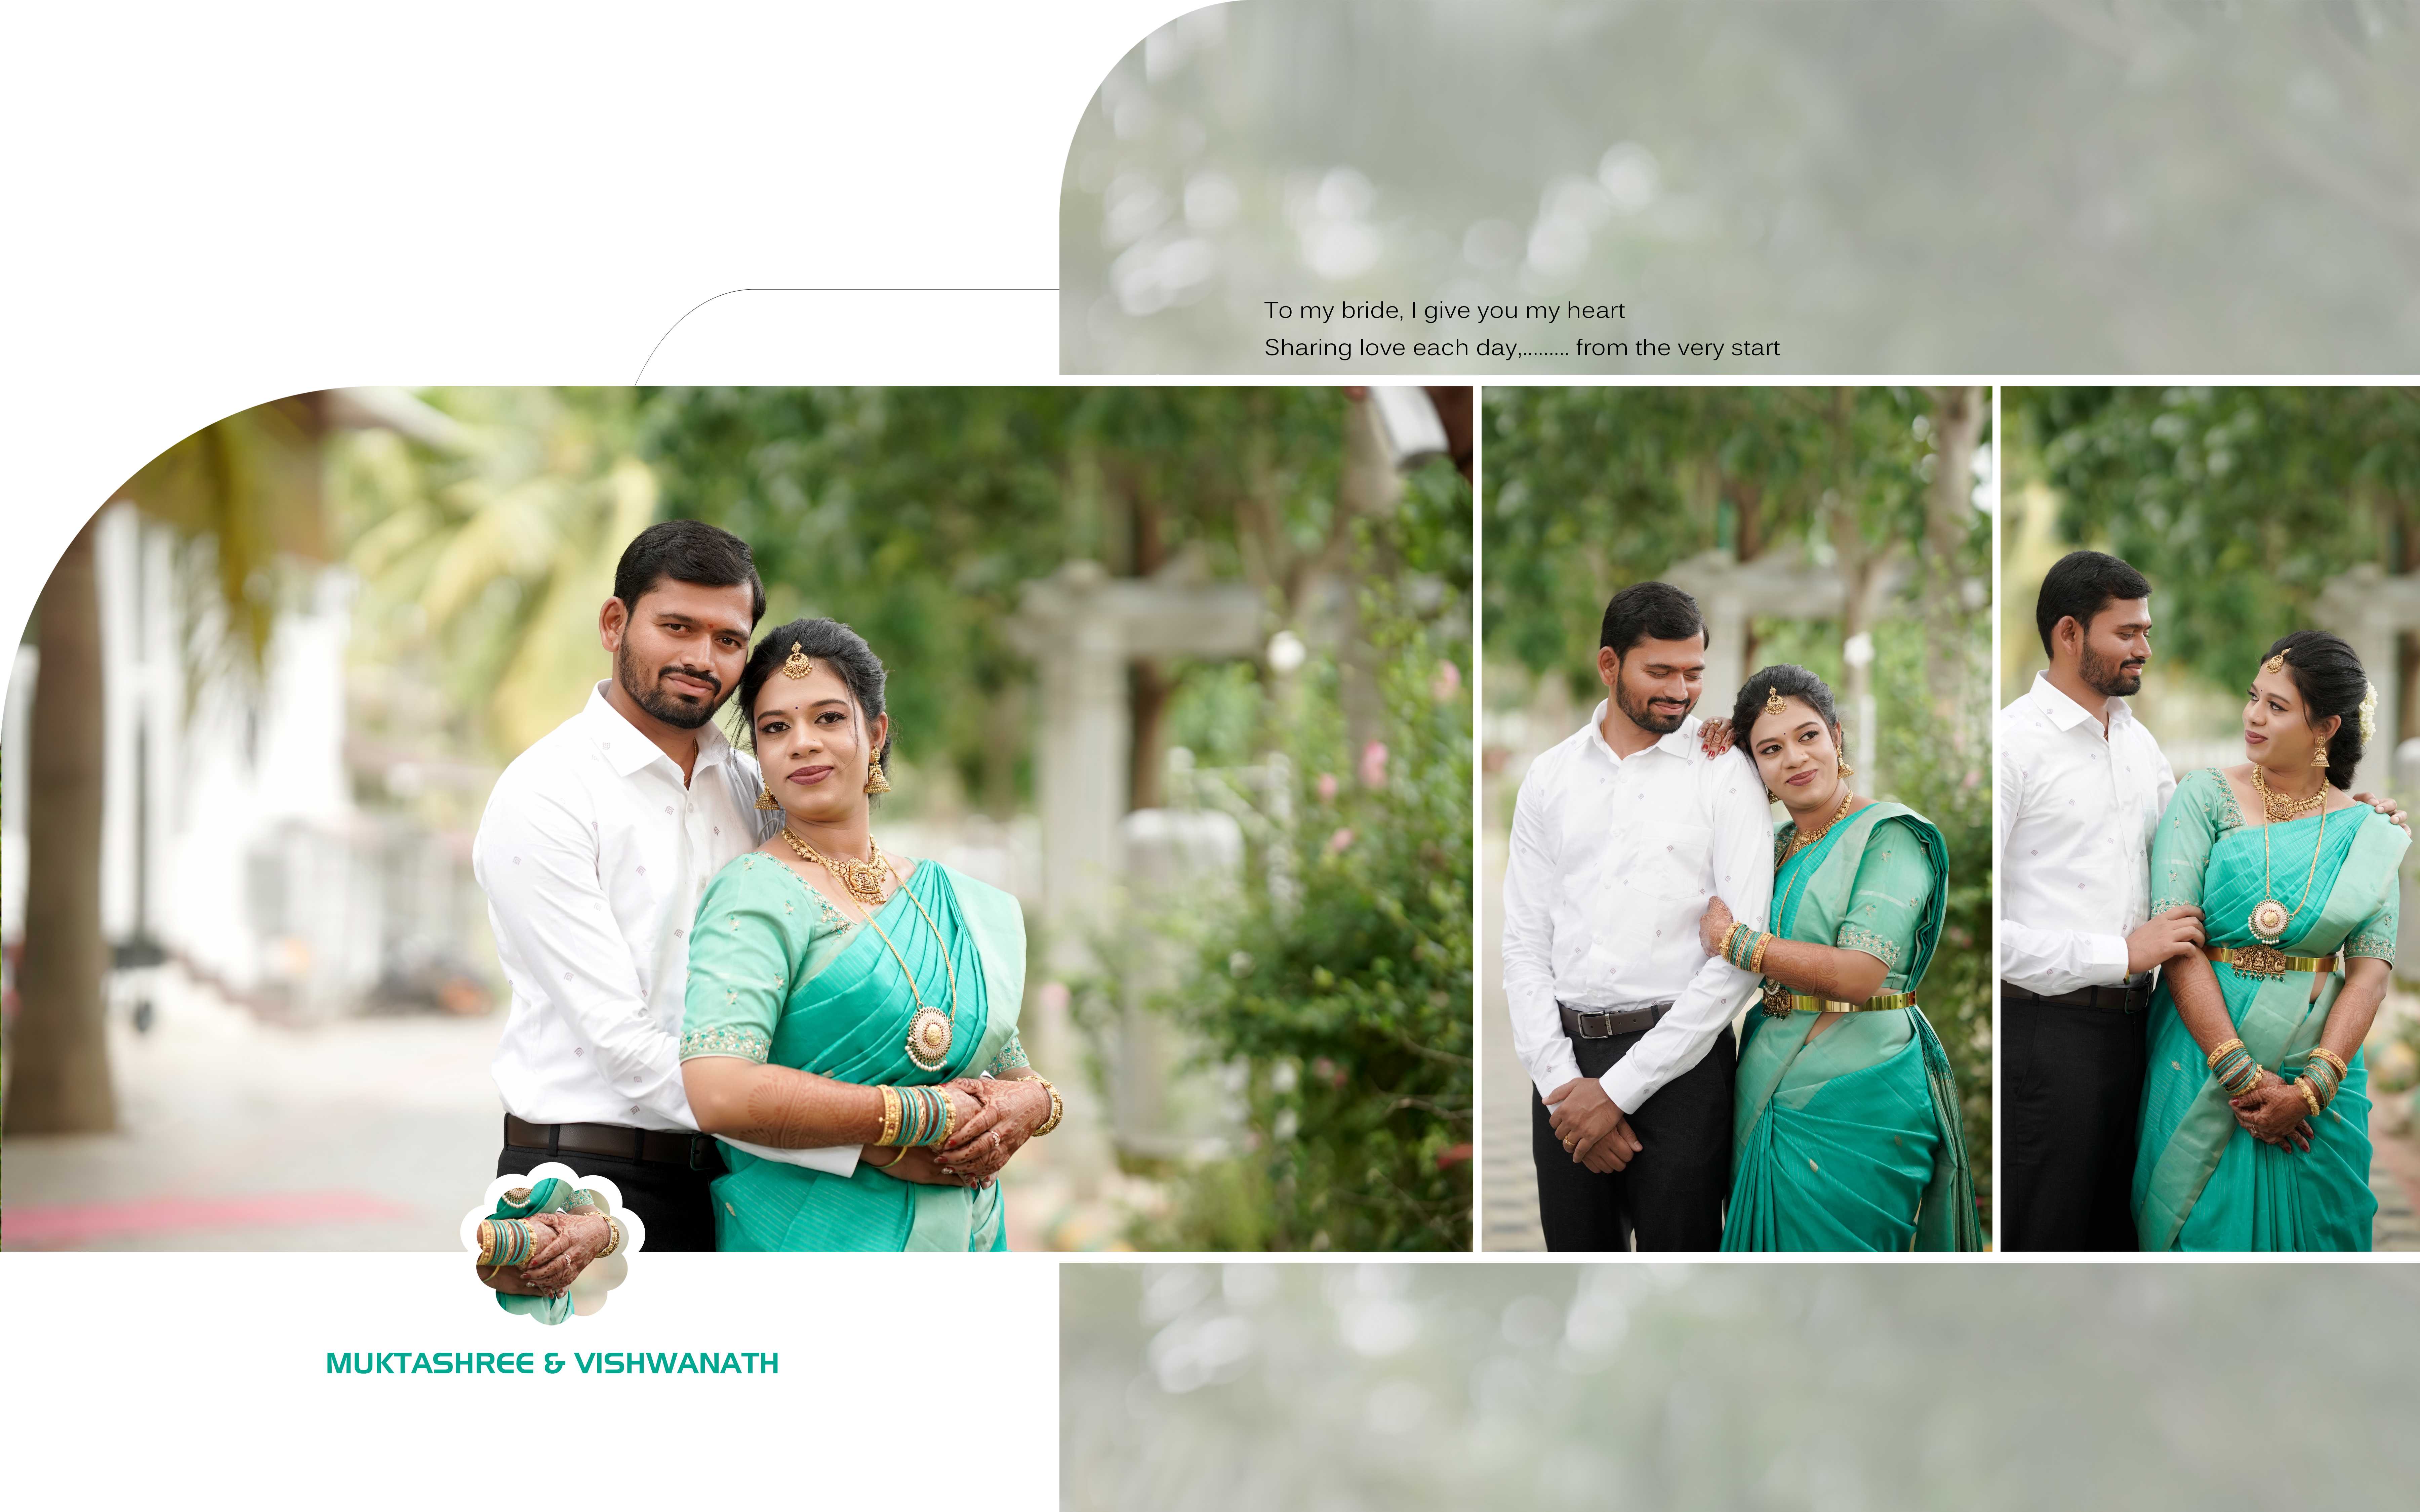 To my bride, I give you my heart
Sharing love each day,......... from the very start
MUKTASHREE & VISHWANATH